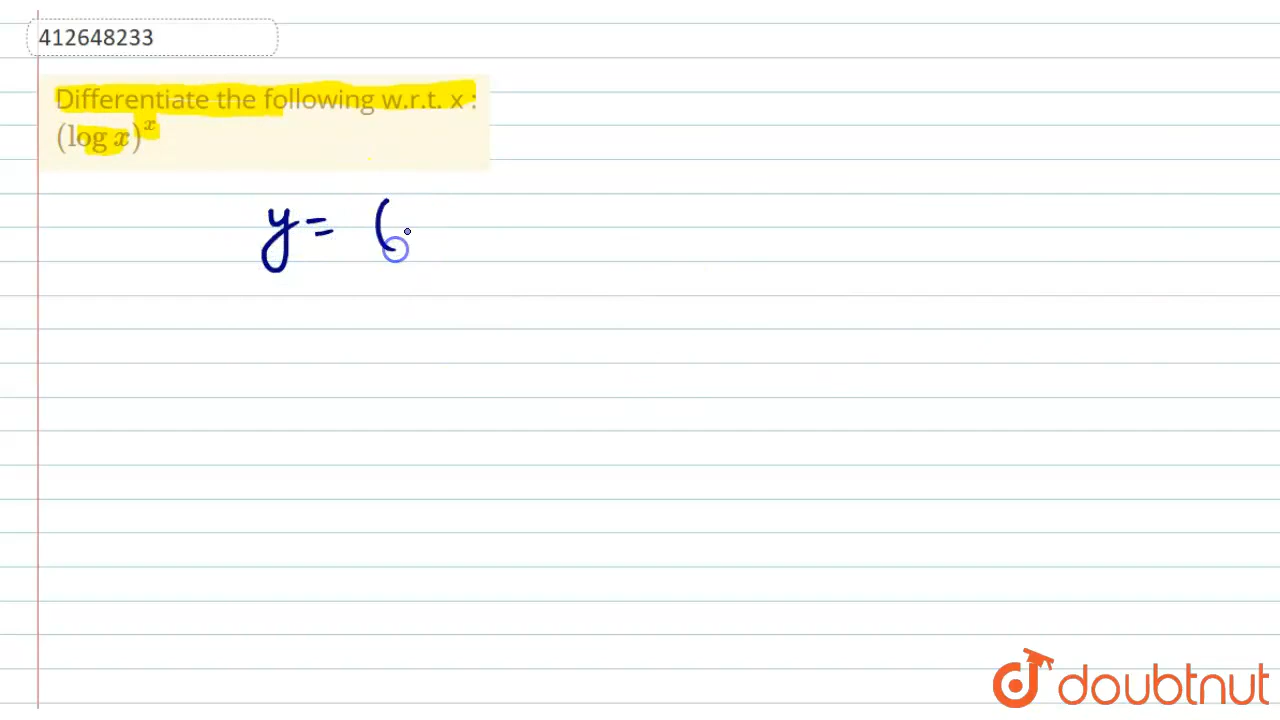 412648233
Differentiate the following w.r.t. x :
(log x)^x
y = (
doubtnut